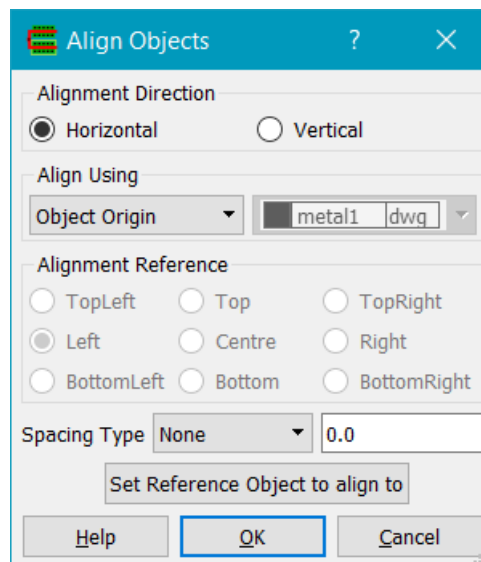 Align Objects ?
Alignment Direction
Horizontal Vertical
Align Using
Object Origin metal1 dwg
Alignment Reference
TopLeft Top TopRight
Left Centre Right
BottomLeft Bottom BottomRight
Spacing Type None 0.0
Set Reference Object to align to
Help OK Cancel